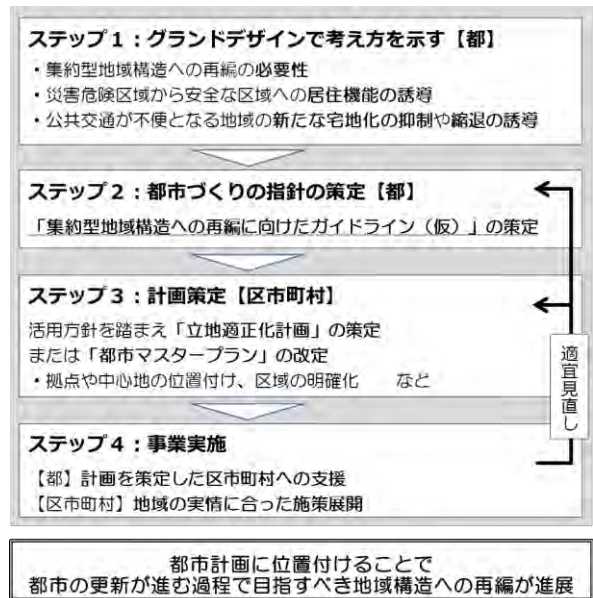 ステップ1：グランドデザインで考え方を示す【都】
・集約型地域構造への再編の必要性
・災害危険区域から安全な区域への居住機能の誘導
・公共交通が不便となる地域の新たな宅地化の抑制や縮退の誘導
ステップ2：都市づくりの指針の策定【都】
「集約型地域構造への再編に向けたガイドライン（仮）」の策定
ステップ3：計画策定【区市町村】
活用方針を踏まえ「立地適正化計画」の策定
または「都市マスタープラン」の改定
・拠点や中心地の位置付け、区域の明確化　など
適宜見直し
ステップ4：事業実施
【都】計画を策定した区市町村への支援
【区市町村】地域の実情に合った施策展開
都市計画に位置付けることで
都市の更新が進む過程で目指すべき地域構造への再編が進展